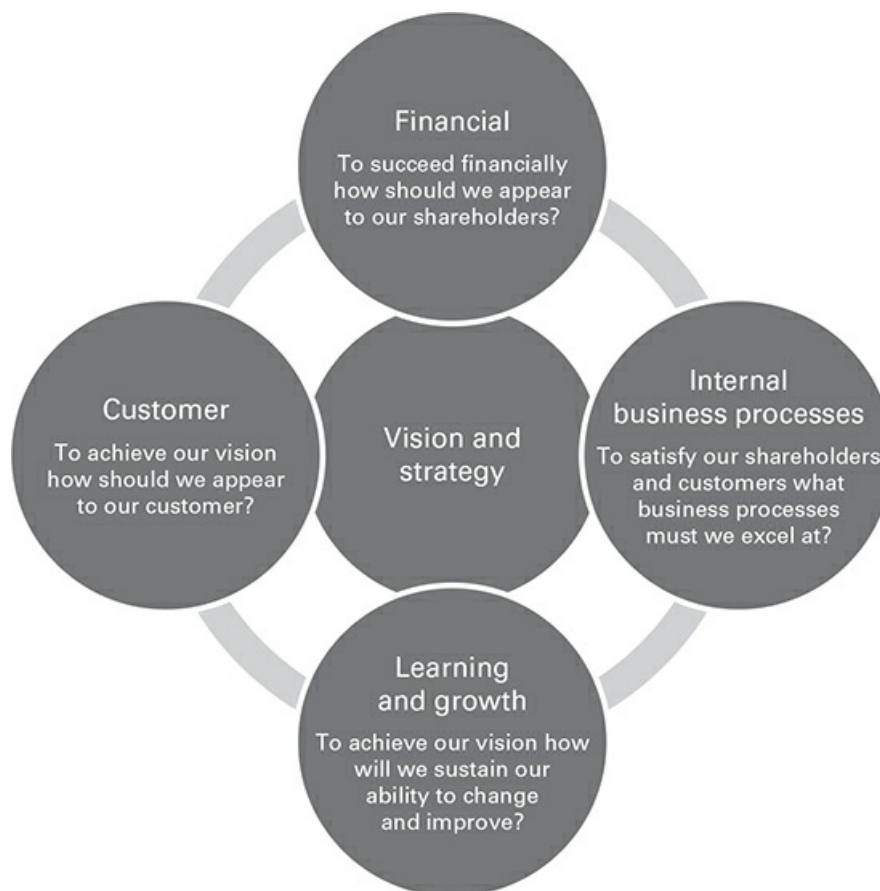 Financial
To succeed financially
how should we appear
to our shareholders?
Customer
To achieve our vision
how should we appear
to our customer?
Vision and
strategy
Internal
business processes
To satisfy our shareholders
and customers what
business processes
must we excel at?
Learning
and growth
To achieve our vision how
will we sustain our
ability to change
and improve?